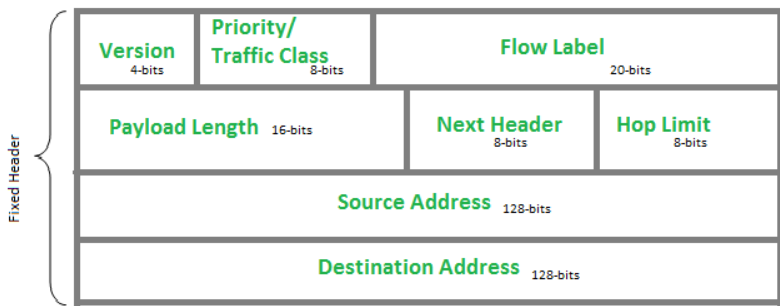 Fixed Header
Version
4-bits
Priority/
Traffic Class
8-bits
Flow Label
20-bits
Payload Length 16-bits
Next Header
8-bits
Hop Limit
8-bits
Source Address 128-bits
Destination Address 128-bits